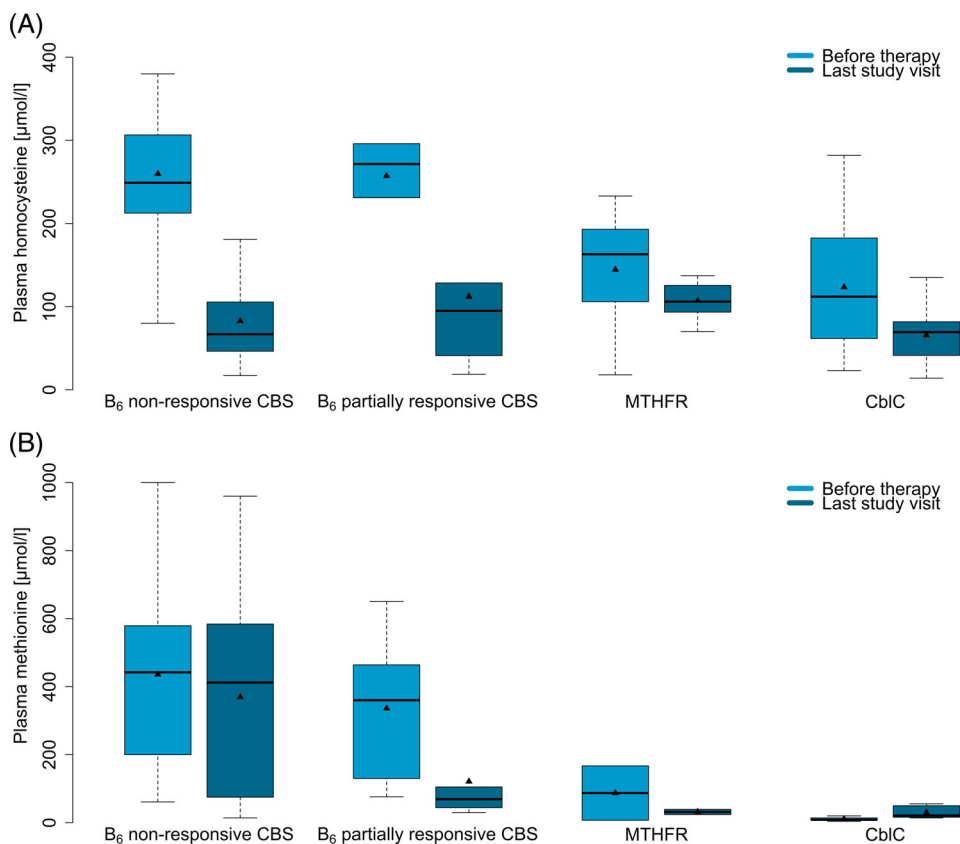 (A)
Plasma homocysteine [µmol/l]
400
300
200
100
0
Before therapy
Last study visit
B₆ non-responsive CBS
B₆ partially responsive CBS
MTHFR
CblC
(B)
Plasma methionine [µmol/l]
1000
800
600
400
200
0
Before therapy
Last study visit
B₆ non-responsive CBS
B₆ partially responsive CBS
MTHFR
CblC